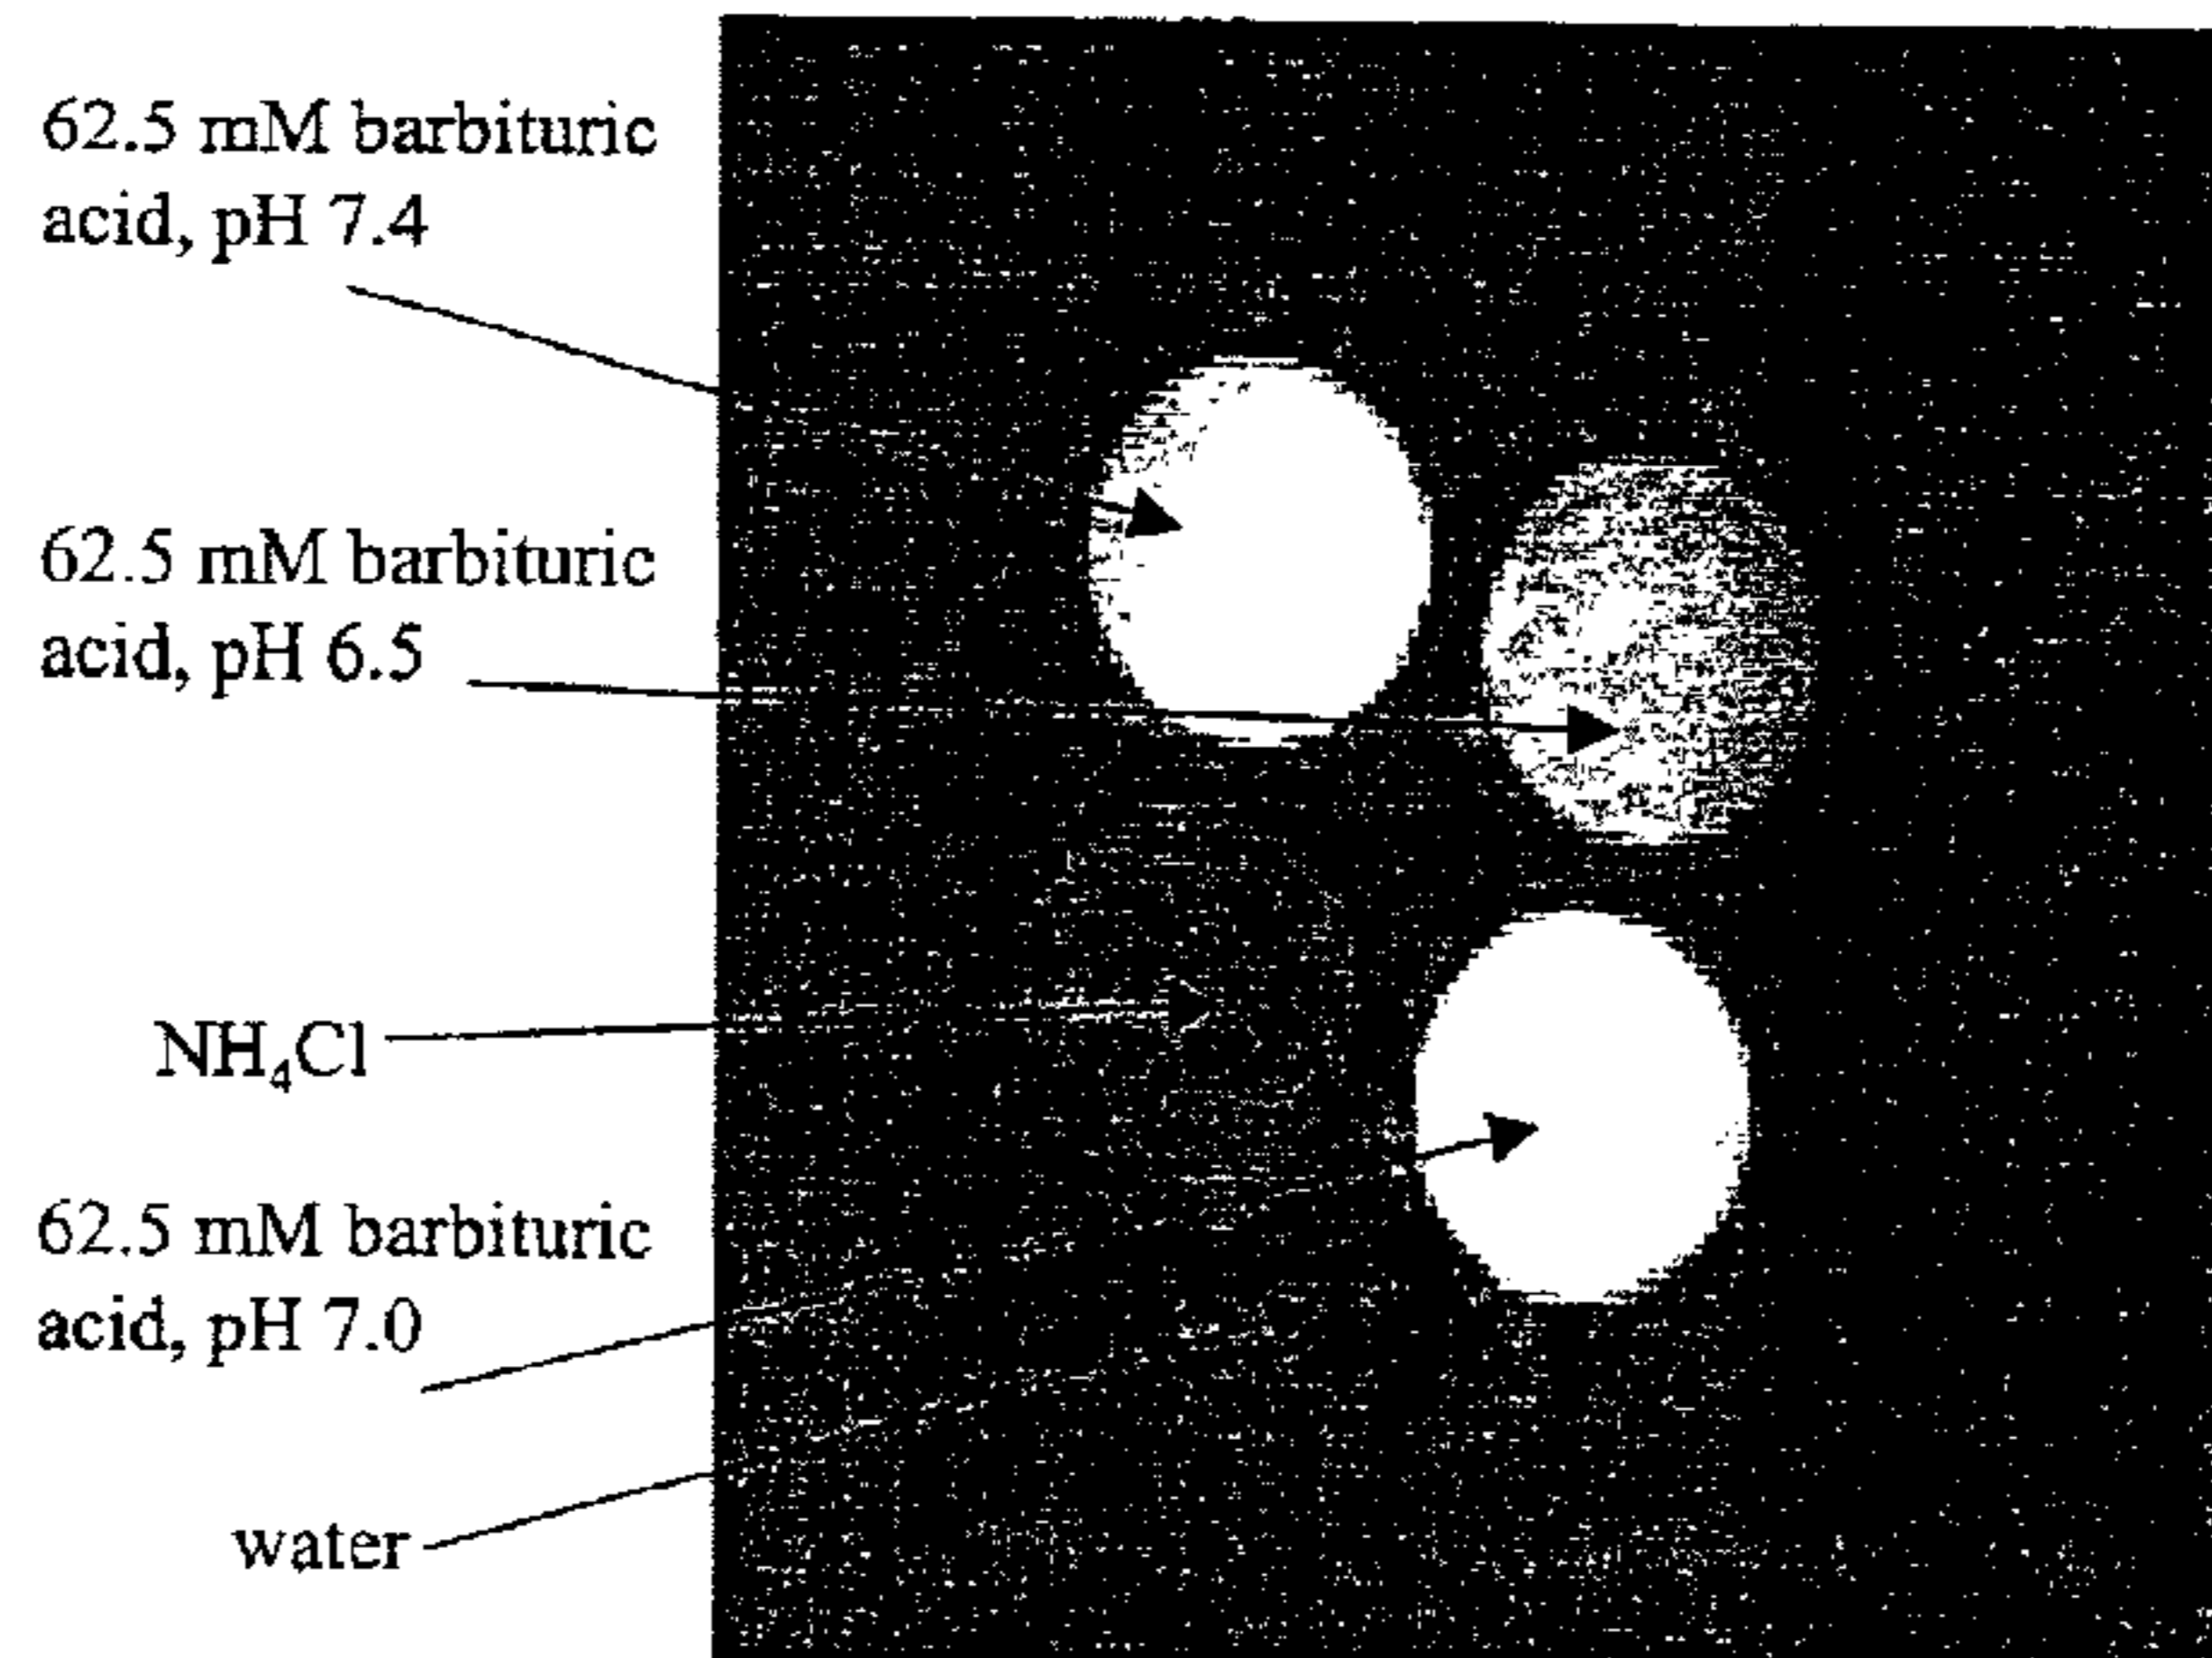 62.5 mM barbituric
acid, pH 7.4
62.5 mM barbituric
acid, pH 6.5
NH₄Cl
62.5 mM barbituric
acid, pH 7.0
water